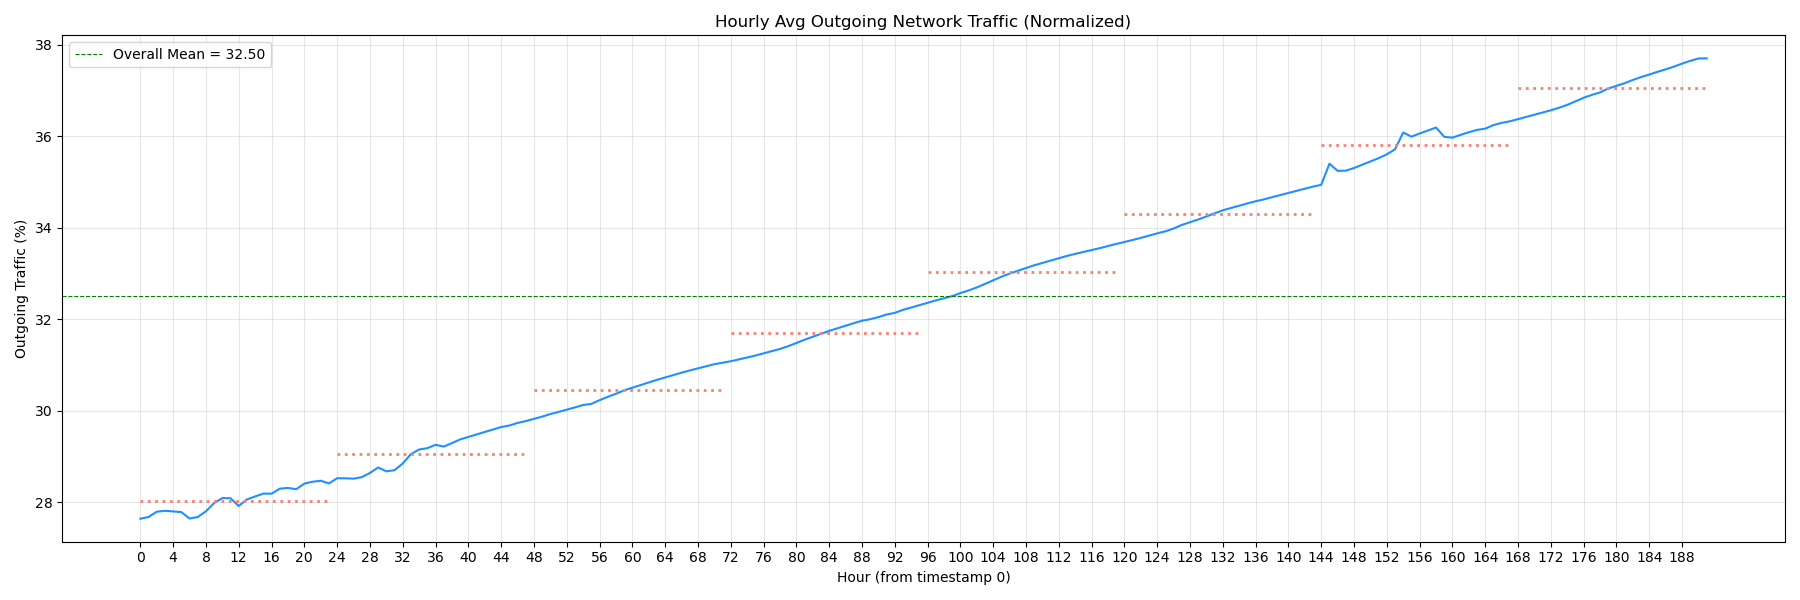 Hourly Avg Outgoing Network Traffic (Normalized)
Overall Mean = 32.50
Outgoing Traffic (%)
38
36
34
32
30
28
0 4 8 12 16 20 24 28 32 36 40 44 48 52 56 60 64 68 72 76 80 84 88 92 96 100 104 108 112 116 120 124 128 132 136 140 144 148 152 156 160 164 168 172 176 180 184 188
Hour (from timestamp 0)